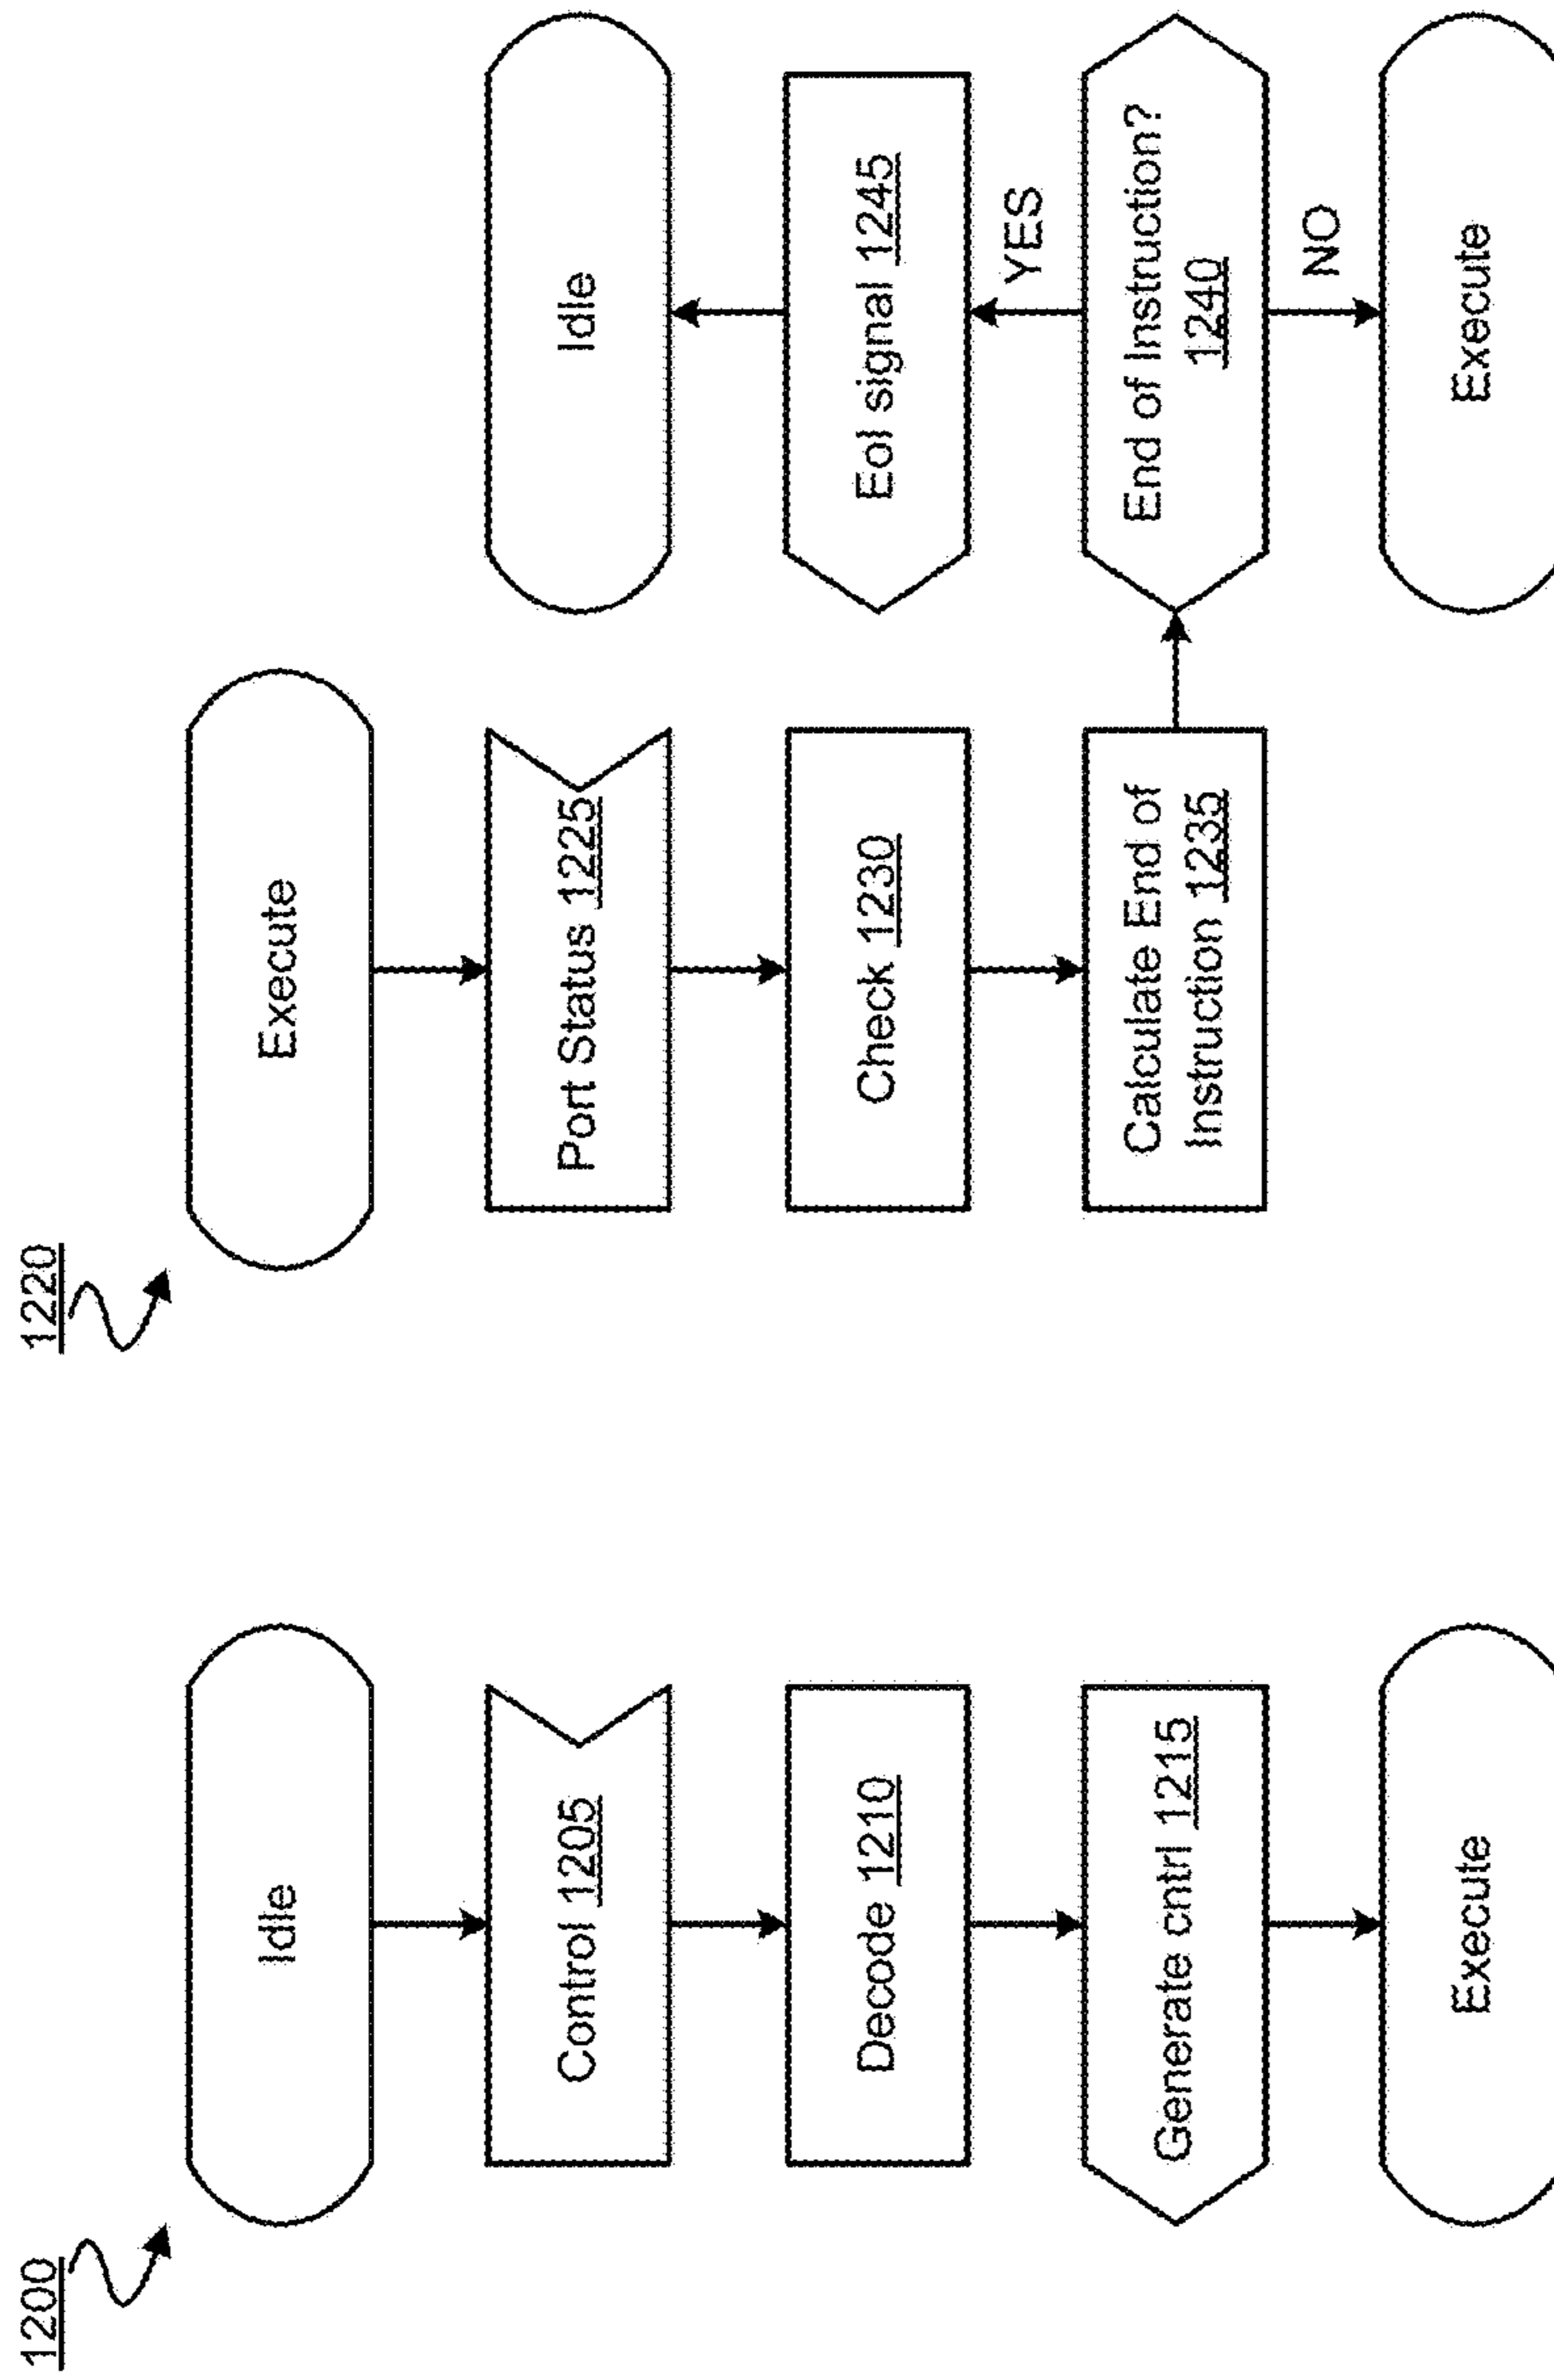 1200
Idle
Control 1205
Decode 1210
Generate cntrl 1215
Execute
1220
Execute
Port Status 1225
Check 1230
Calculate End of
Instruction 1235
Idle
EoI signal 1245
YES
End of Instruction?
1240
NO
Execute